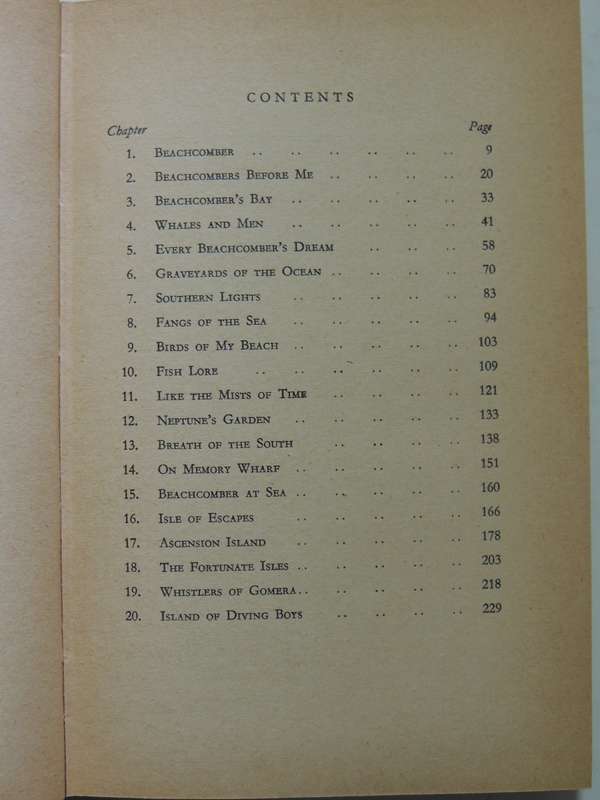 CONTENTS
Chapter Page
1. Beachcomber .. .. .. .. .. .. 9
2. Beachcombers Before Me .. .. .. .. 20
3. Beachcomber's Bay .. .. .. .. .. 33
4. Whales and Men .. .. .. .. .. 41
5. Every Beachcomber's Dream .. .. .. 58
6. Graveyards of the Ocean .. .. .. .. 70
7. Southern Lights .. .. .. .. .. 83
8. Fangs of the Sea .. .. .. .. .. 94
9. Birds of My Beach .. .. .. .. .. 103
10. Fish Lore .. .. .. .. .. .. 109
11. Like the Mists of Time .. .. .. .. 121
12. Neptune's Garden .. .. .. .. .. 133
13. Breath of the South .. .. .. .. 138
14. On Memory Wharf .. .. .. .. .. 151
15. Beachcomber at Sea .. .. .. .. .. 160
16. Isle of Escapes .. .. .. .. .. 166
17. Ascension Island .. .. .. .. .. 178
18. The Fortunate Isles .. .. .. .. .. 203
19. Whistlers of Gomera .. .. .. .. .. 218
20. Island of Diving Boys .. .. .. .. 229